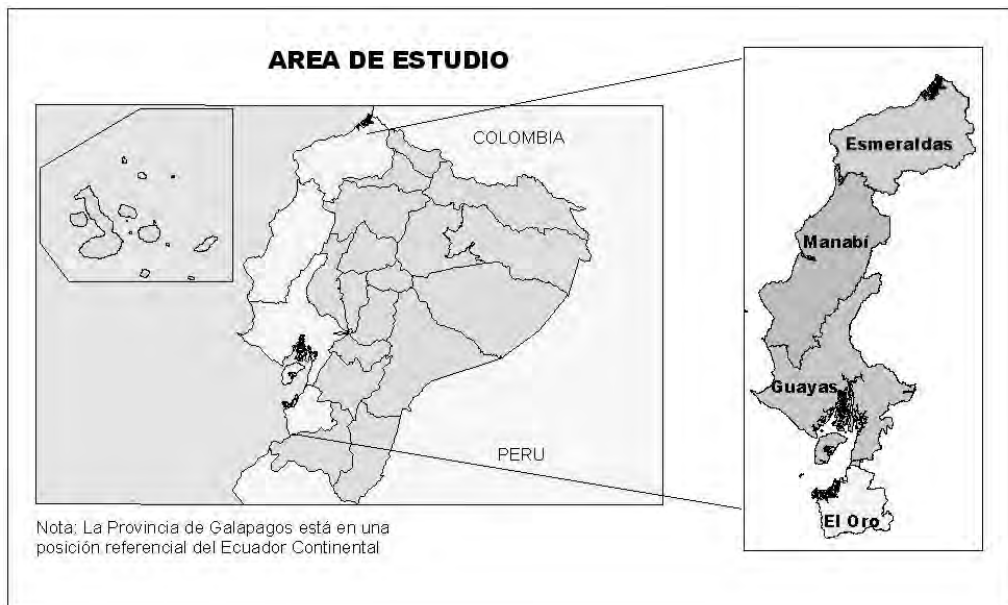 AREA DE ESTUDIO
COLOMBIA
PERU
Esmeraldas
Manabí
Guayas
El Oro
Nota: La Provincia de Galapagos está en una
posición referencial del Ecuador Continental